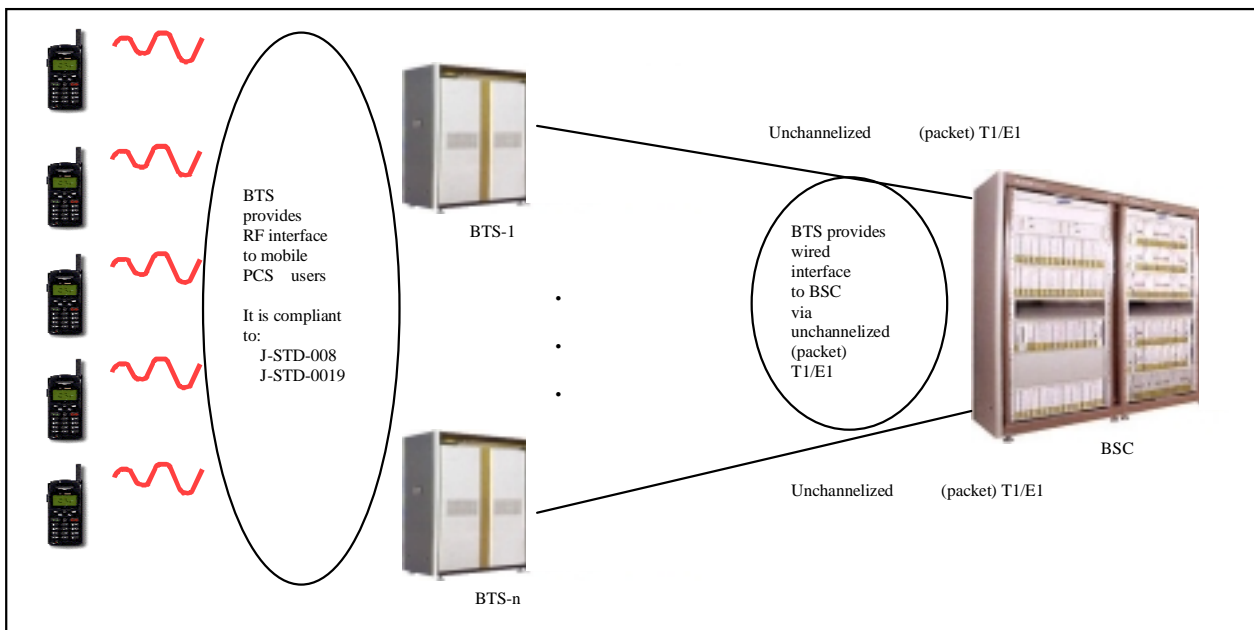 Unchannelized (packet) T1/E1
BTS
provides
RF interface
to mobile
PCS users
It is compliant
to:
J-STD-008
J-STD-0019
BTS-1
BTS provides
wired
interface
to BSC
via
unchannelized
(packet)
T1/E1
BSC
Unchannelized (packet) T1/E1
BTS-n